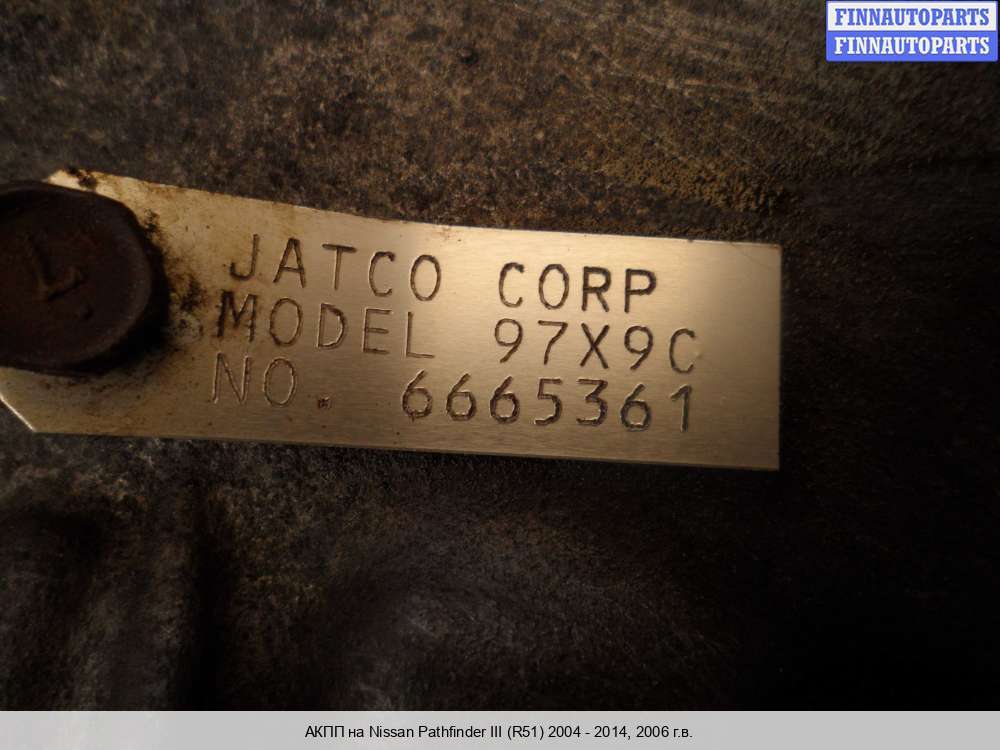 FINNAUTOPARTS
FINNAUTOPARTS
JATCO CORP
MODEL 97X9C
NO. 6665361
АКПП на Nissan Pathfinder III (R51) 2004 - 2014, 2006 г.в.